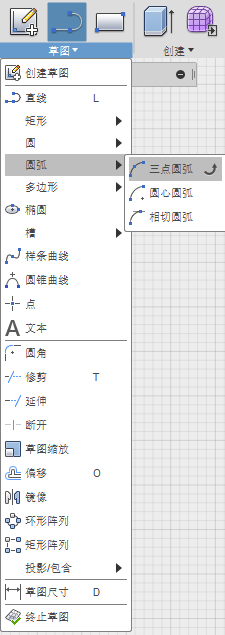 草图 创建
创建草图
直线 L
矩形
圆
圆弧 三点圆弧
圆心圆弧
多边形
相切圆弧
椭圆
槽
样条曲线
圆锥曲线
点
A 文本
圆角
修剪 T
延伸
断开
草图缩放
偏移 O
镜像
环形阵列
矩形阵列
投影/包含
草图尺寸 D
终止草图